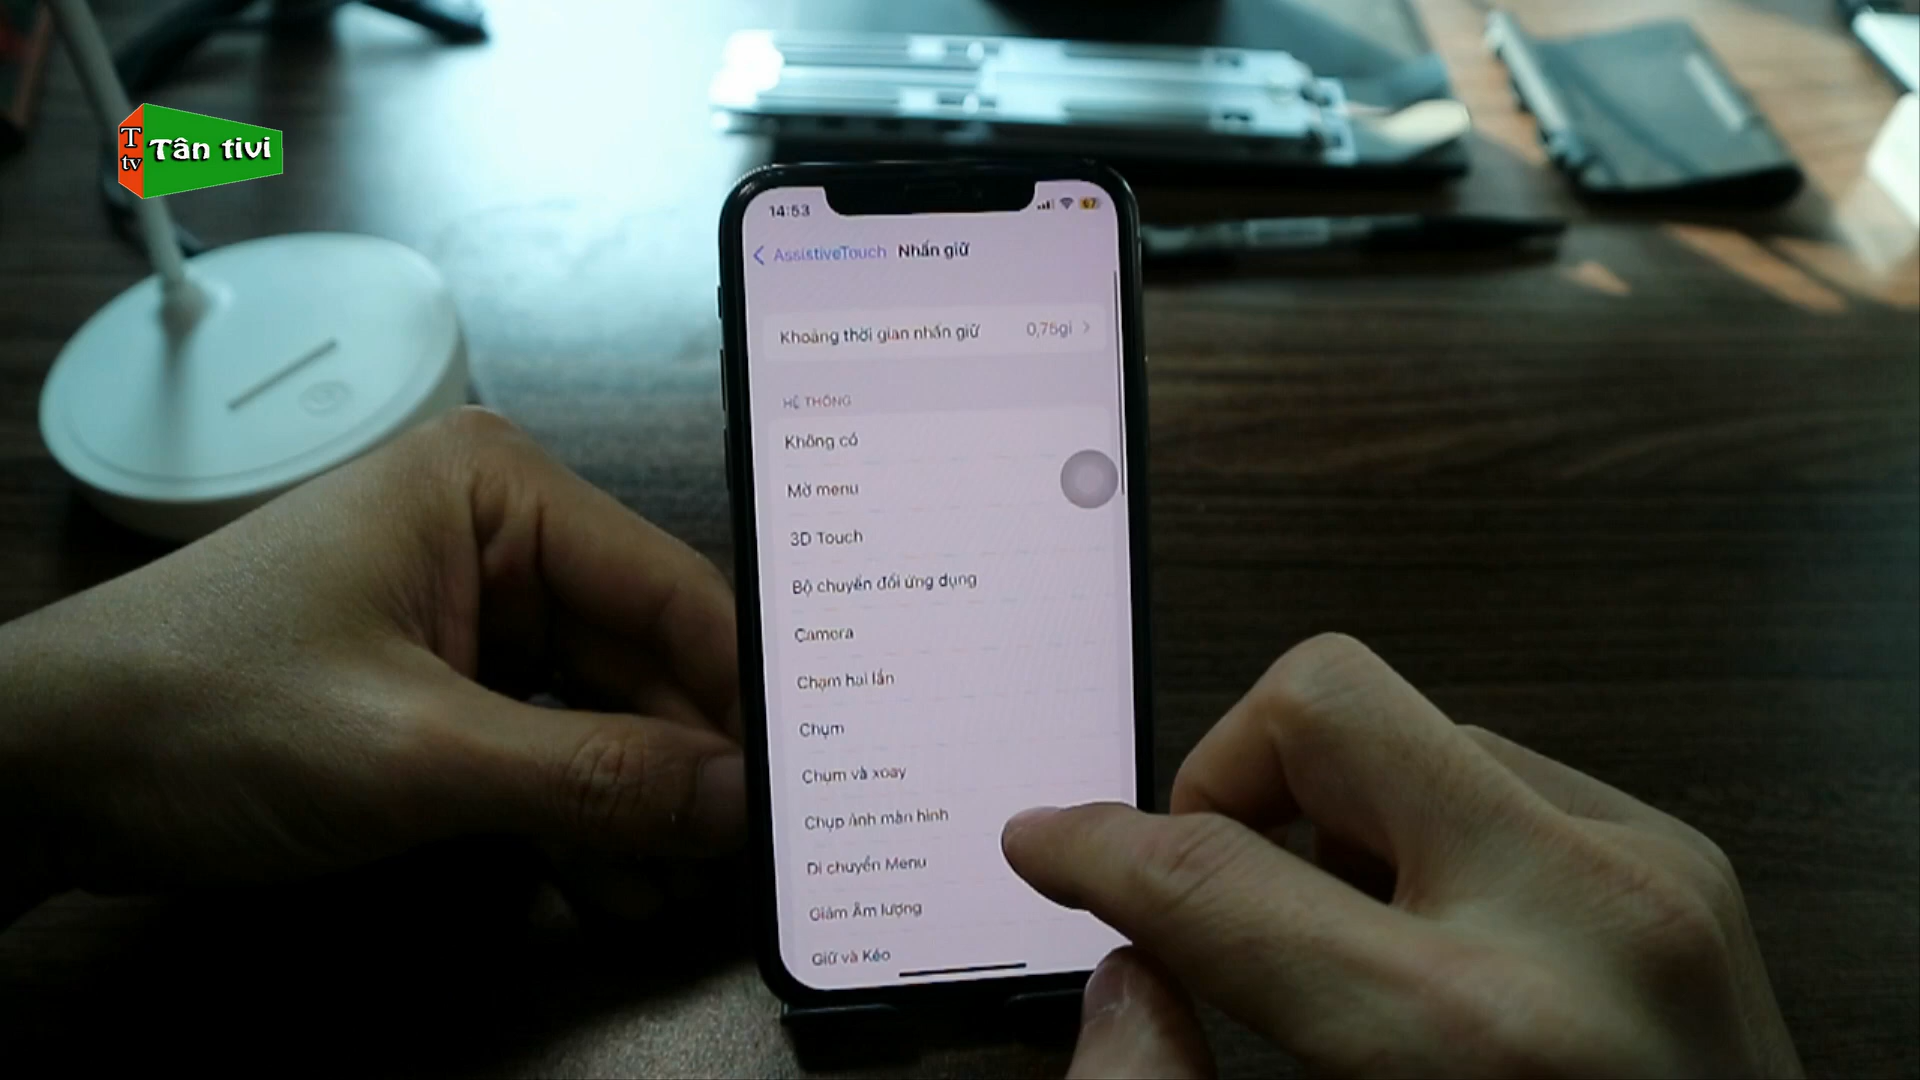 T
tv
Tân tivi
14:53
67
AssistiveTouch Nhấn giữ
Khoảng thời gian nhấn giữ 0,75gi
HỆ THỐNG
Không có
Mở menu
3D Touch
Bộ chuyển đổi ứng dụng
Camera
Chạm hai lần
Chụm
Chụm và xoay
Chụp ảnh màn hình
Di chuyển Menu
Giảm Âm lượng
Giữ và Kéo